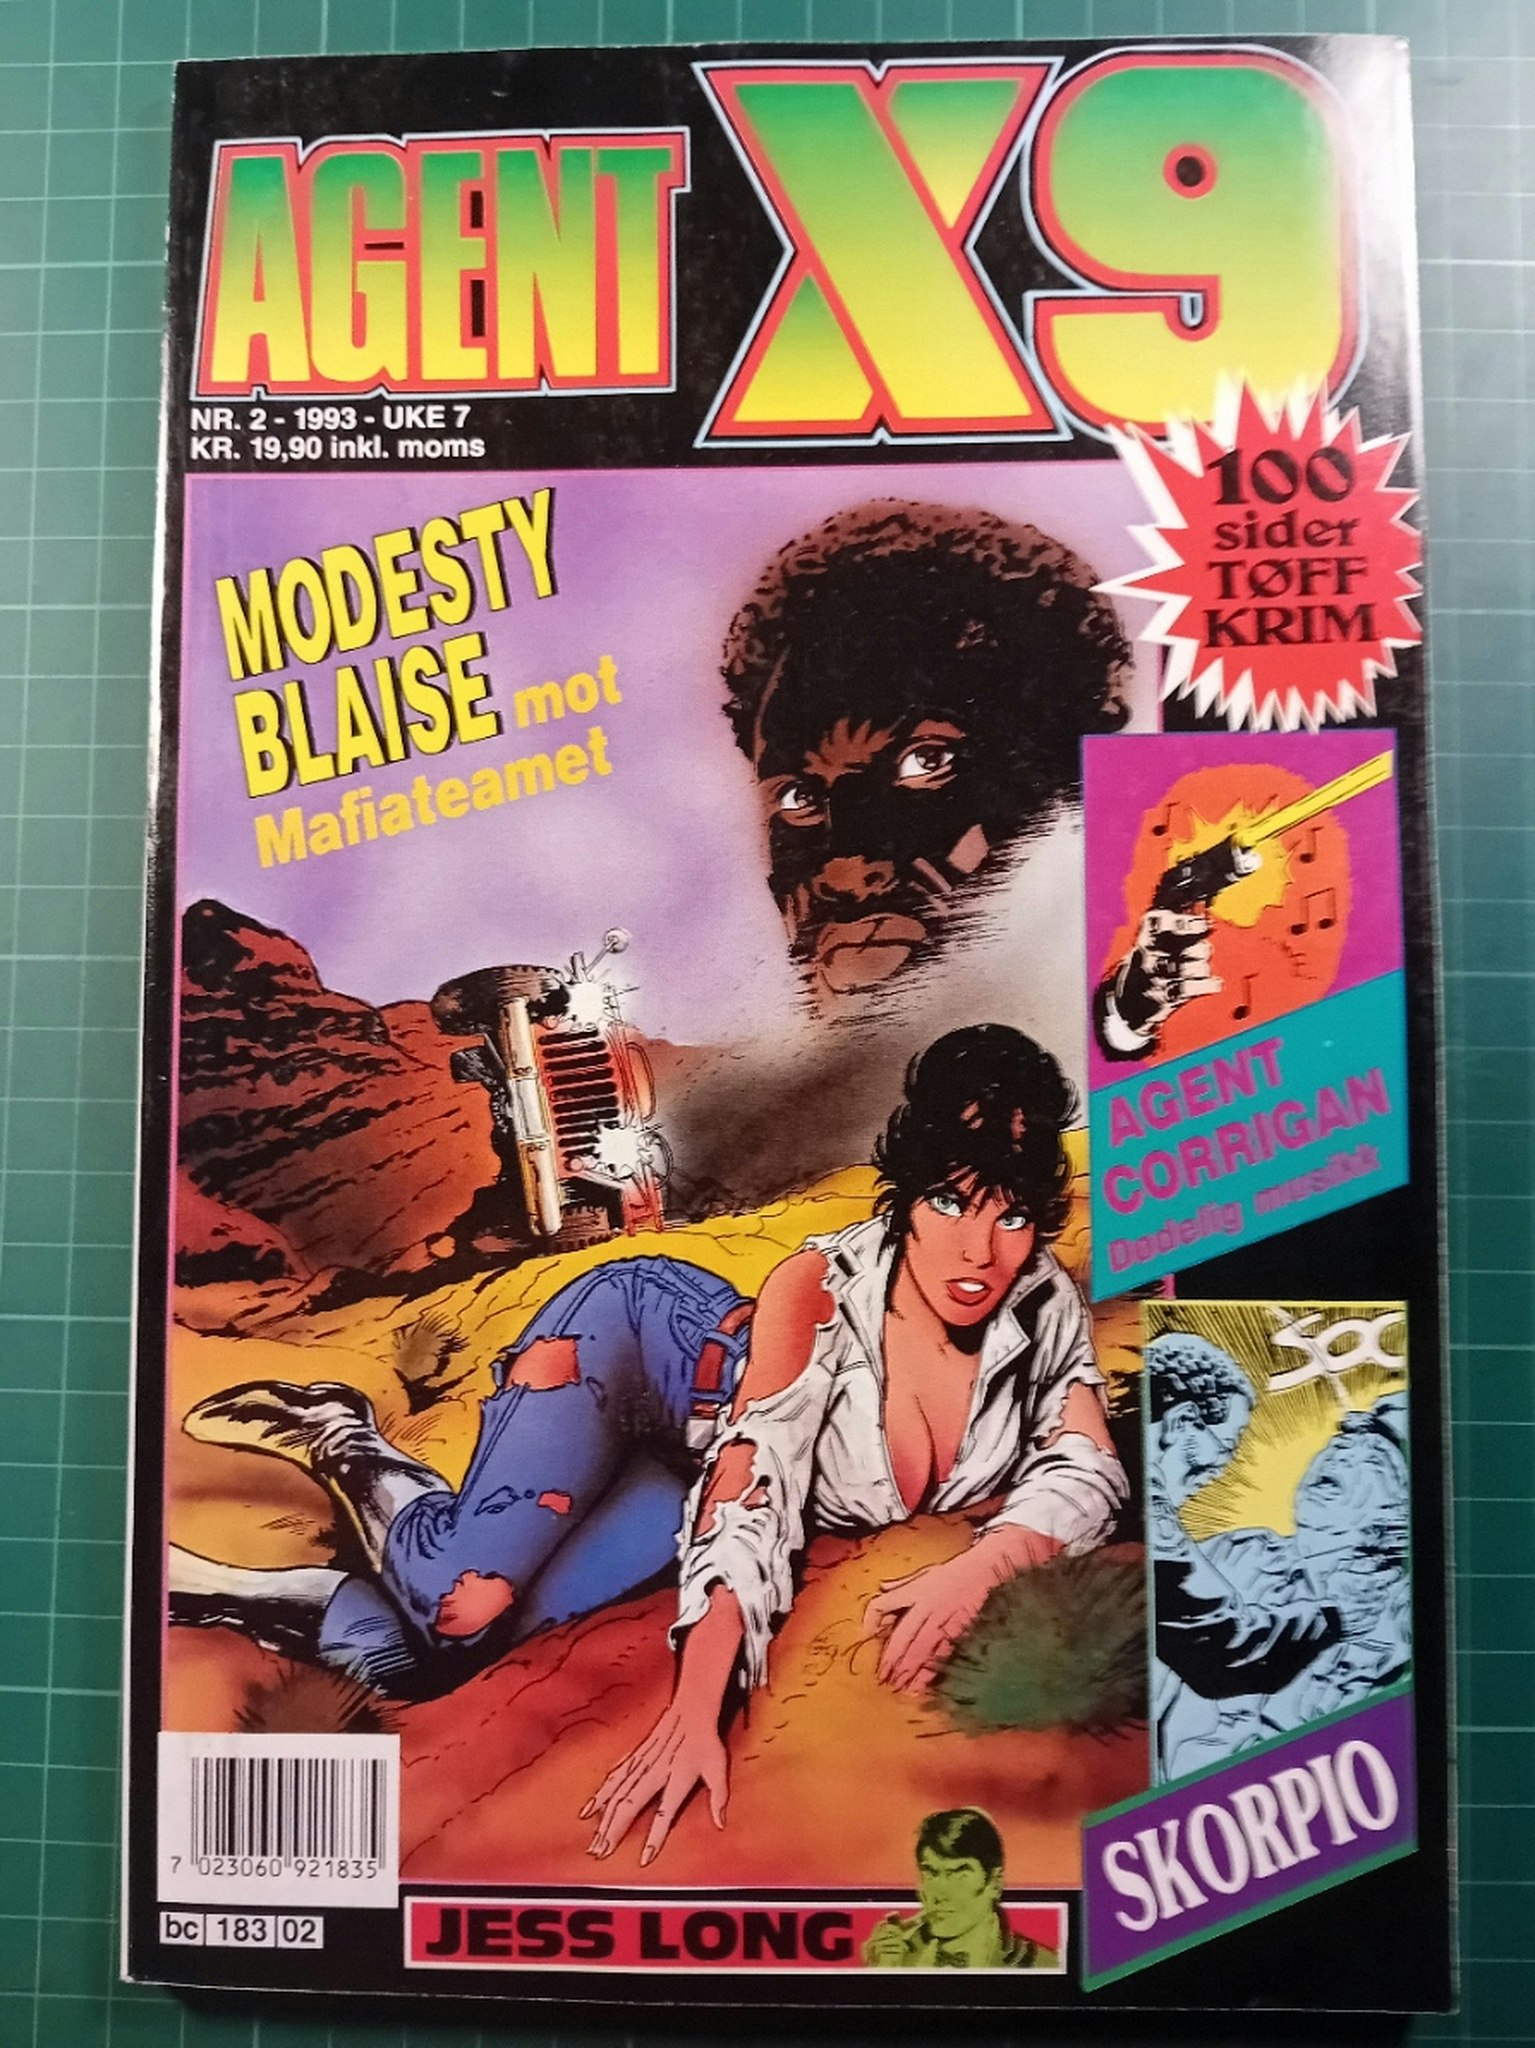 AGENT X9
NR. 2 - 1993 - UKE 7
KR. 19,90 inkl. moms
100
sider
TØFF
KRIM
MODESTY
BLAISE mot
Mafiateamet
AGENT
CORRIGAN
Dødelig musikk
SOC
SKORPIO
7 023060 921835
bc 183 02
JESS LONG